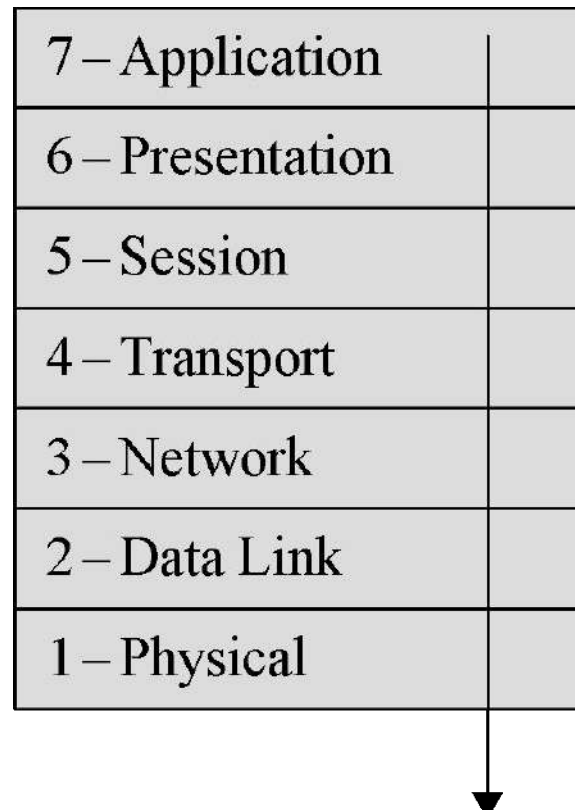 7 – Application
6 – Presentation
5 – Session
4 – Transport
3 – Network
2 – Data Link
1 – Physical